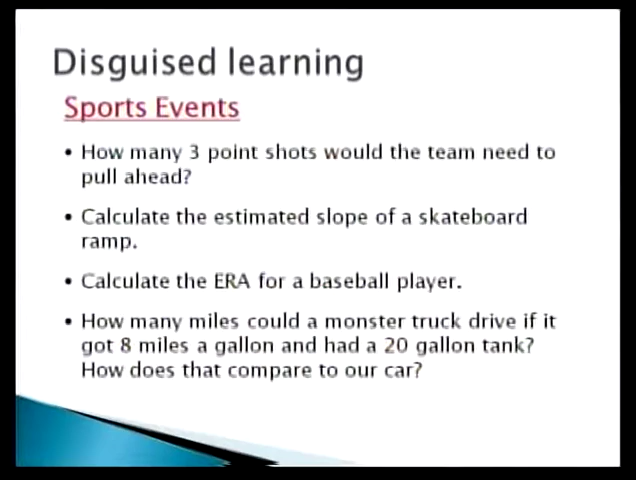 Disguised learning
Sports Events
• How many 3 point shots would the team need to
pull ahead?
• Calculate the estimated slope of a skateboard
ramp.
• Calculate the ERA for a baseball player.
• How many miles could a monster truck drive if it
got 8 miles a gallon and had a 20 gallon tank?
How does that compare to our car?